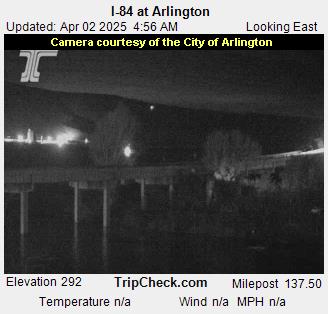 I-84 at Arlington
Updated: Apr 02 2025 4:56 AM Looking East
Camera courtesy of the City of Arlington
Elevation 292 TripCheck.com Milepost 137.50
Temperature n/a Wind n/a MPH n/a